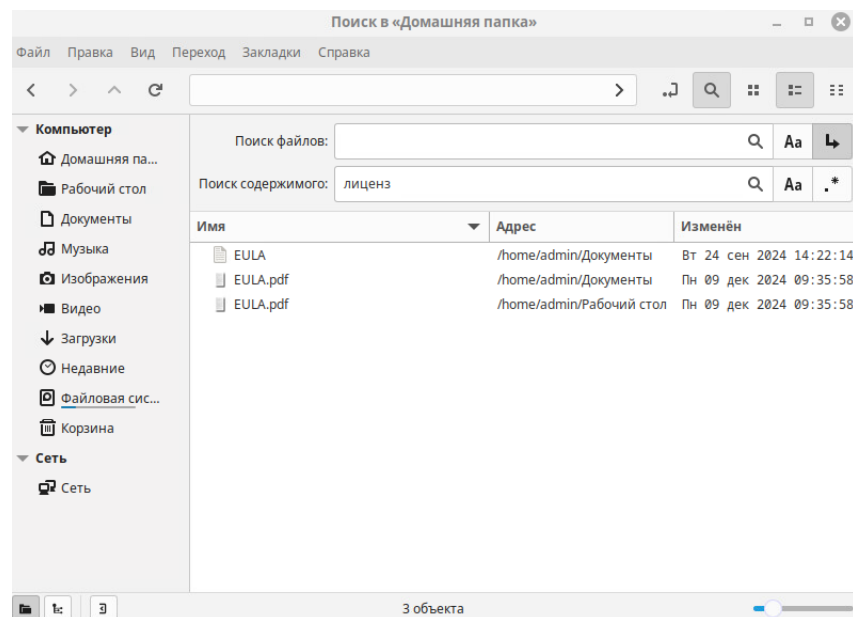 Поиск в «Домашняя папка»
Файл Правка Вид Переход Закладки Справка
Компьютер
Домашняя па...
Рабочий стол
Документы
Музыка
Изображения
Видео
Загрузки
Недавние
Файловая сис...
Корзина
Сеть
Сеть
Поиск файлов: Aa
Поиск содержимого: лиценз Aa .*
Имя Адрес Изменён
EULA /home/admin/Документы Вт 24 сен 2024 14:22:14
EULA.pdf /home/admin/Документы Пн 09 дек 2024 09:35:58
EULA.pdf /home/admin/Рабочий стол Пн 09 дек 2024 09:35:58
3 объекта